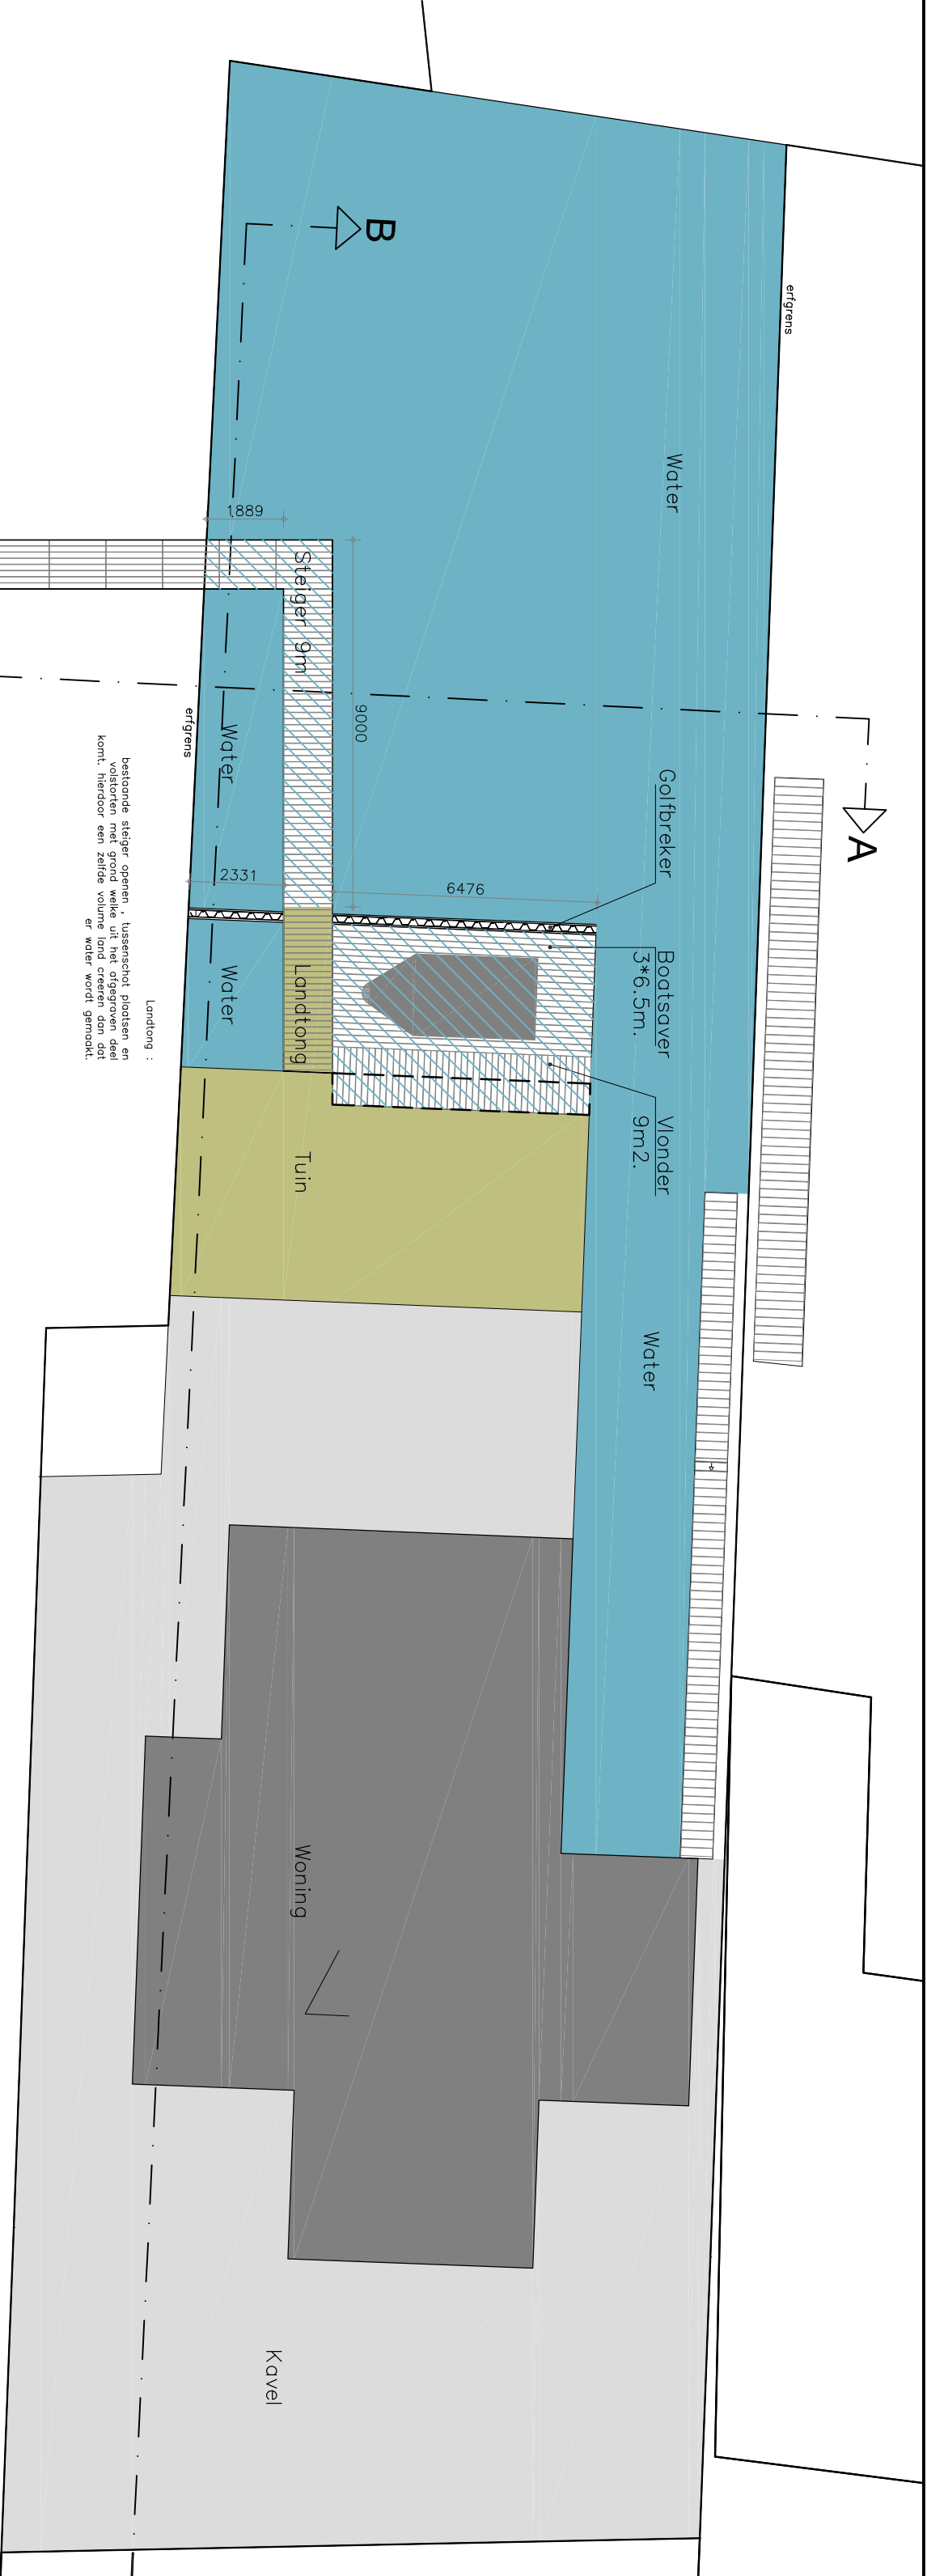 B
erfgrens
Water
1889
Steiger 9m
9000
A
Water
erfgrens
Golfbreker
2331
6476
Boatsaver
3*6.5m.
Water
Landtong
Landtong :
bestaande steiger openen , tussenschot plaatsen en
volstorten met grond welke uit het afgegraven deel
komt. hierdoor een zelfde volume land creeren dan dat
er water wordt gemaakt.
Vlonder
9m2.
Tuin
Water
Woning
Kavel